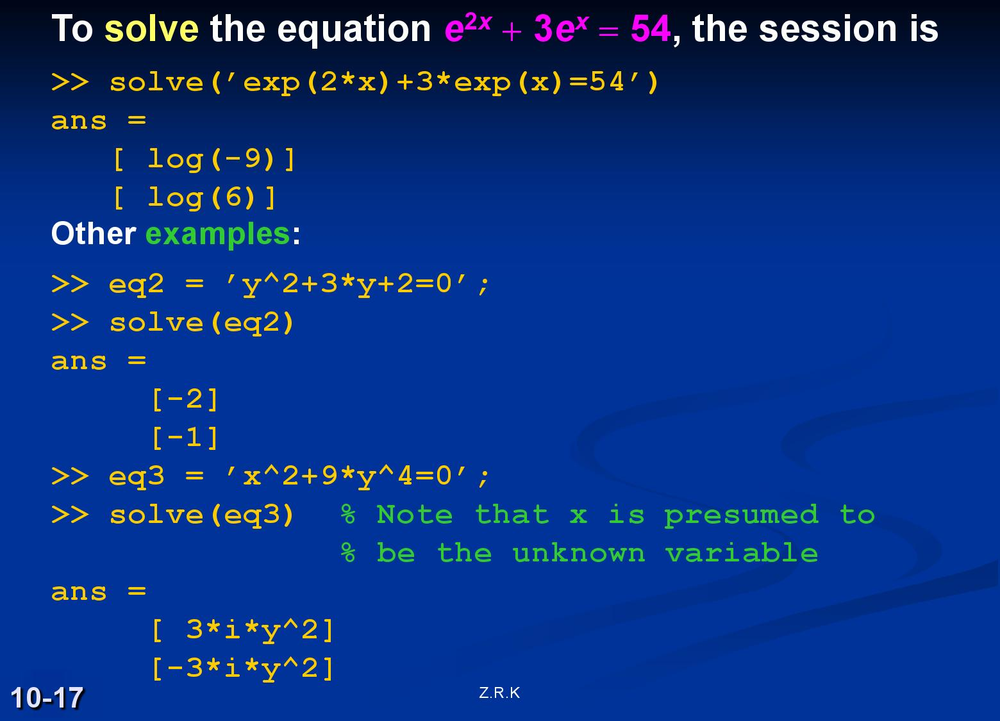 To solve the equation e²ˣ + 3eˣ = 54, the session is
>> solve(’exp(2*x)+3*exp(x)=54’)
ans =
[ log(-9)]
[ log(6)]
Other examples:
>> eq2 = ’y^2+3*y+2=0’;
>> solve(eq2)
ans =
[-2]
[-1]
>> eq3 = ’x^2+9*y^4=0’;
>> solve(eq3) % Note that x is presumed to
% be the unknown variable
ans =
[ 3*i*y^2]
[-3*i*y^2]
10-17
Z.R.K